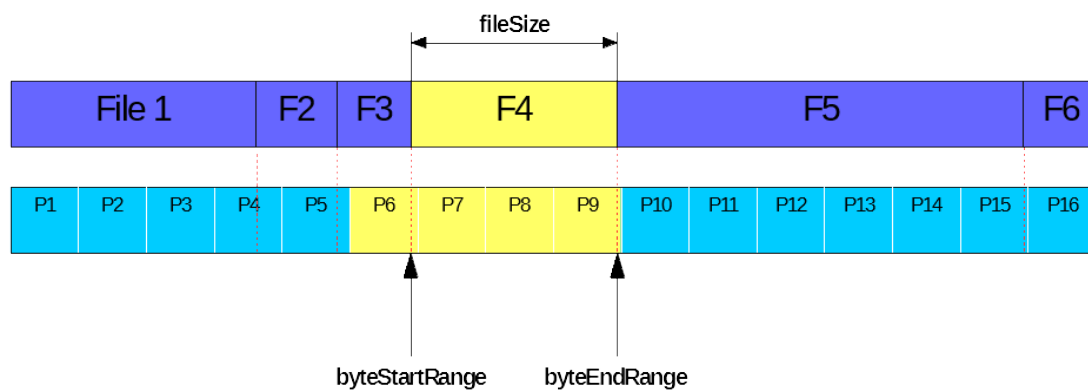 fileSize
File 1 F2 F3 F4 F5 F6
P1 P2 P3 P4 P5 P6 P7 P8 P9 P10 P11 P12 P13 P14 P15 P16
byteStartRange byteEndRange